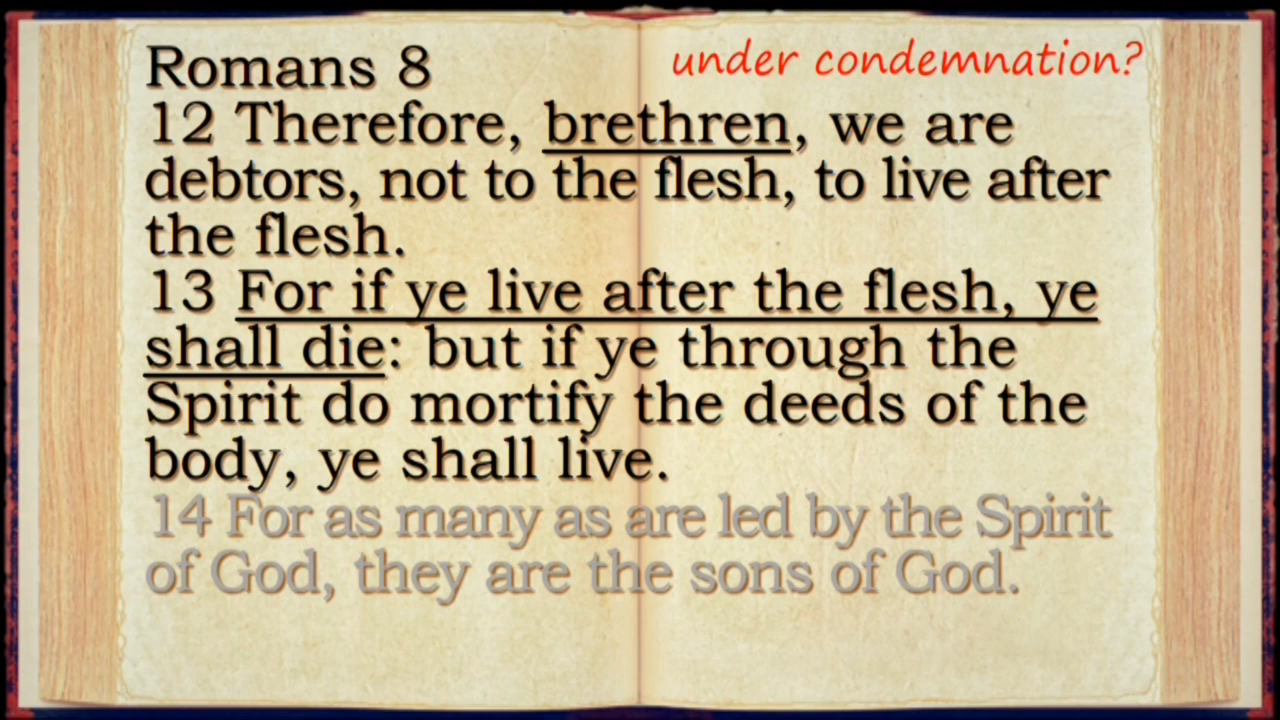 Romans 8
under condemnation?
12 Therefore, brethren, we are
debtors, not to the flesh, to live after
the flesh.
13 For if ye live after the flesh, ye
shall die: but if ye through the
Spirit do mortify the deeds of the
body, ye shall live.
14 For as many as are led by the Spirit
of God, they are the sons of God.